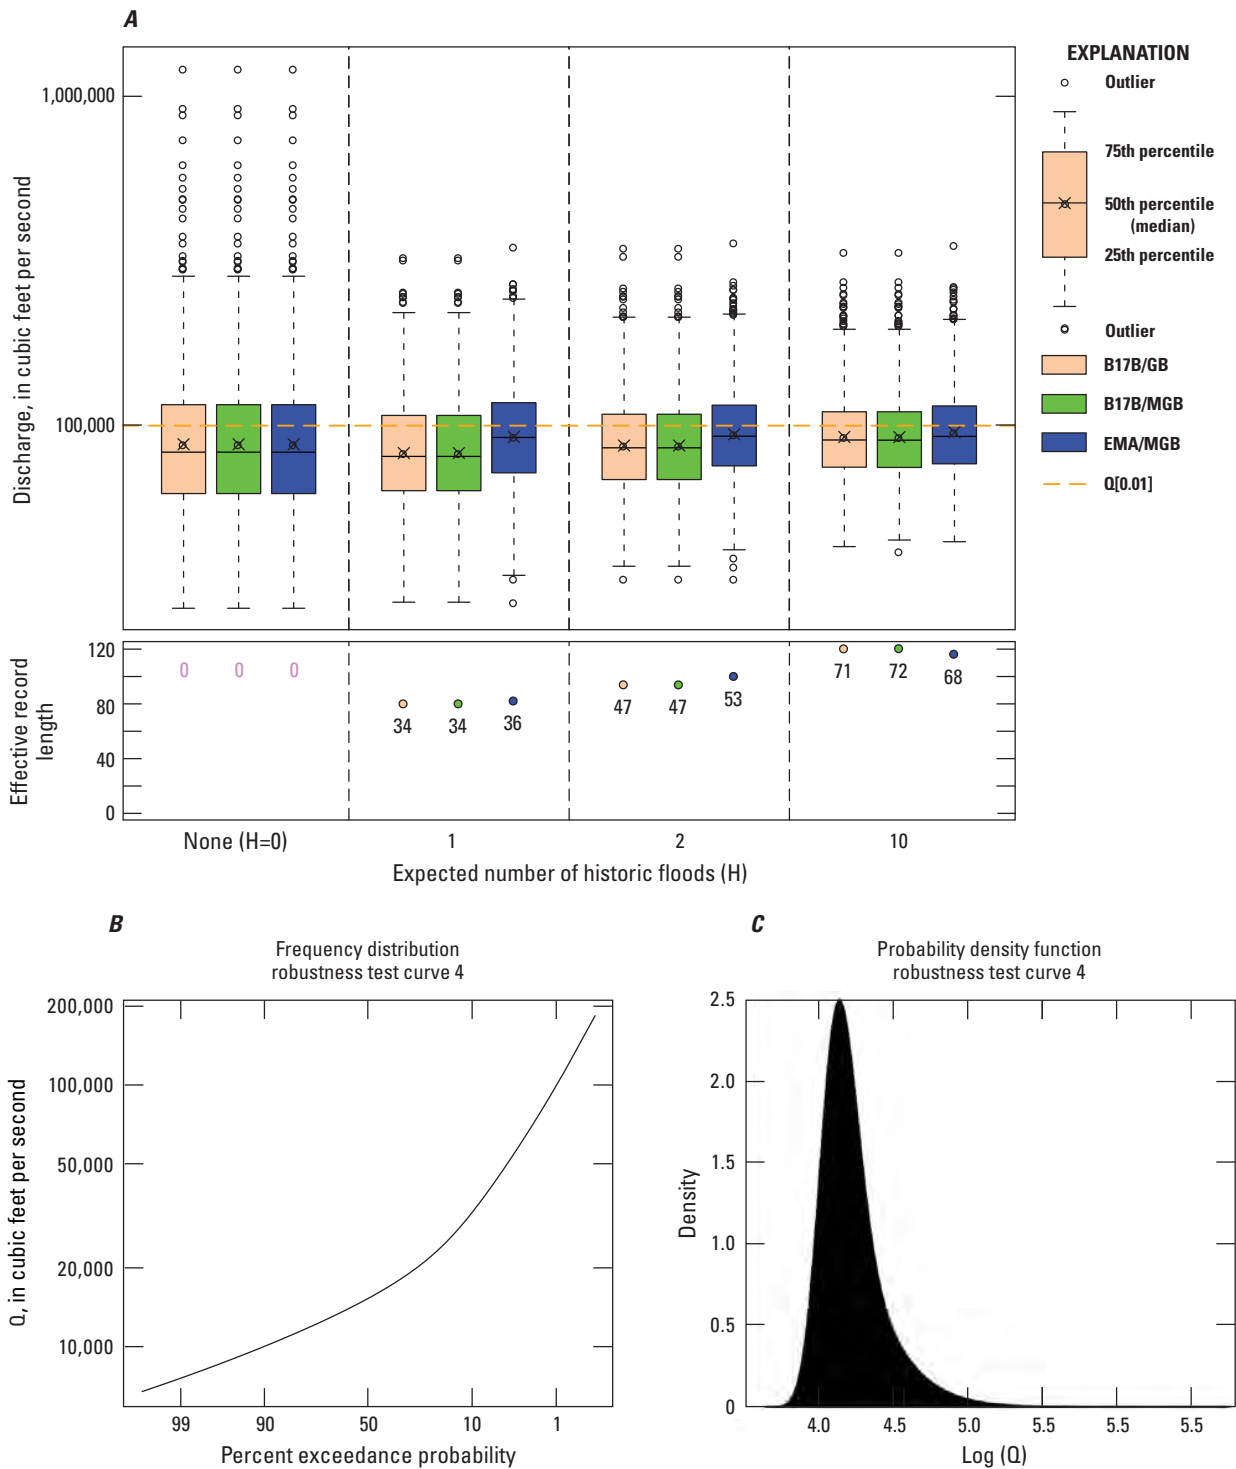 A
EXPLANATION
Outlier
75th percentile
50th percentile
(median)
25th percentile
Outlier
B17B/GB
B17B/MGB
EMA/MGB
Q[0.01]
Discharge, in cubic feet per second
1,000,000
100,000
Effective record
length
120
80
40
0
0 0 0
34 34 36
47 47 53
71 72 68
None (H=0) 1 2 10
Expected number of historic floods (H)
B
Frequency distribution
robustness test curve 4
Q, in cubic feet per second
200,000
100,000
50,000
20,000
10,000
99 90 50 10 1
Percent exceedance probability
C
Probability density function
robustness test curve 4
Density
2.5
2.0
1.5
1.0
0.5
0
4.0 4.5 5.0 5.5 5.5 5.5
Log (Q)